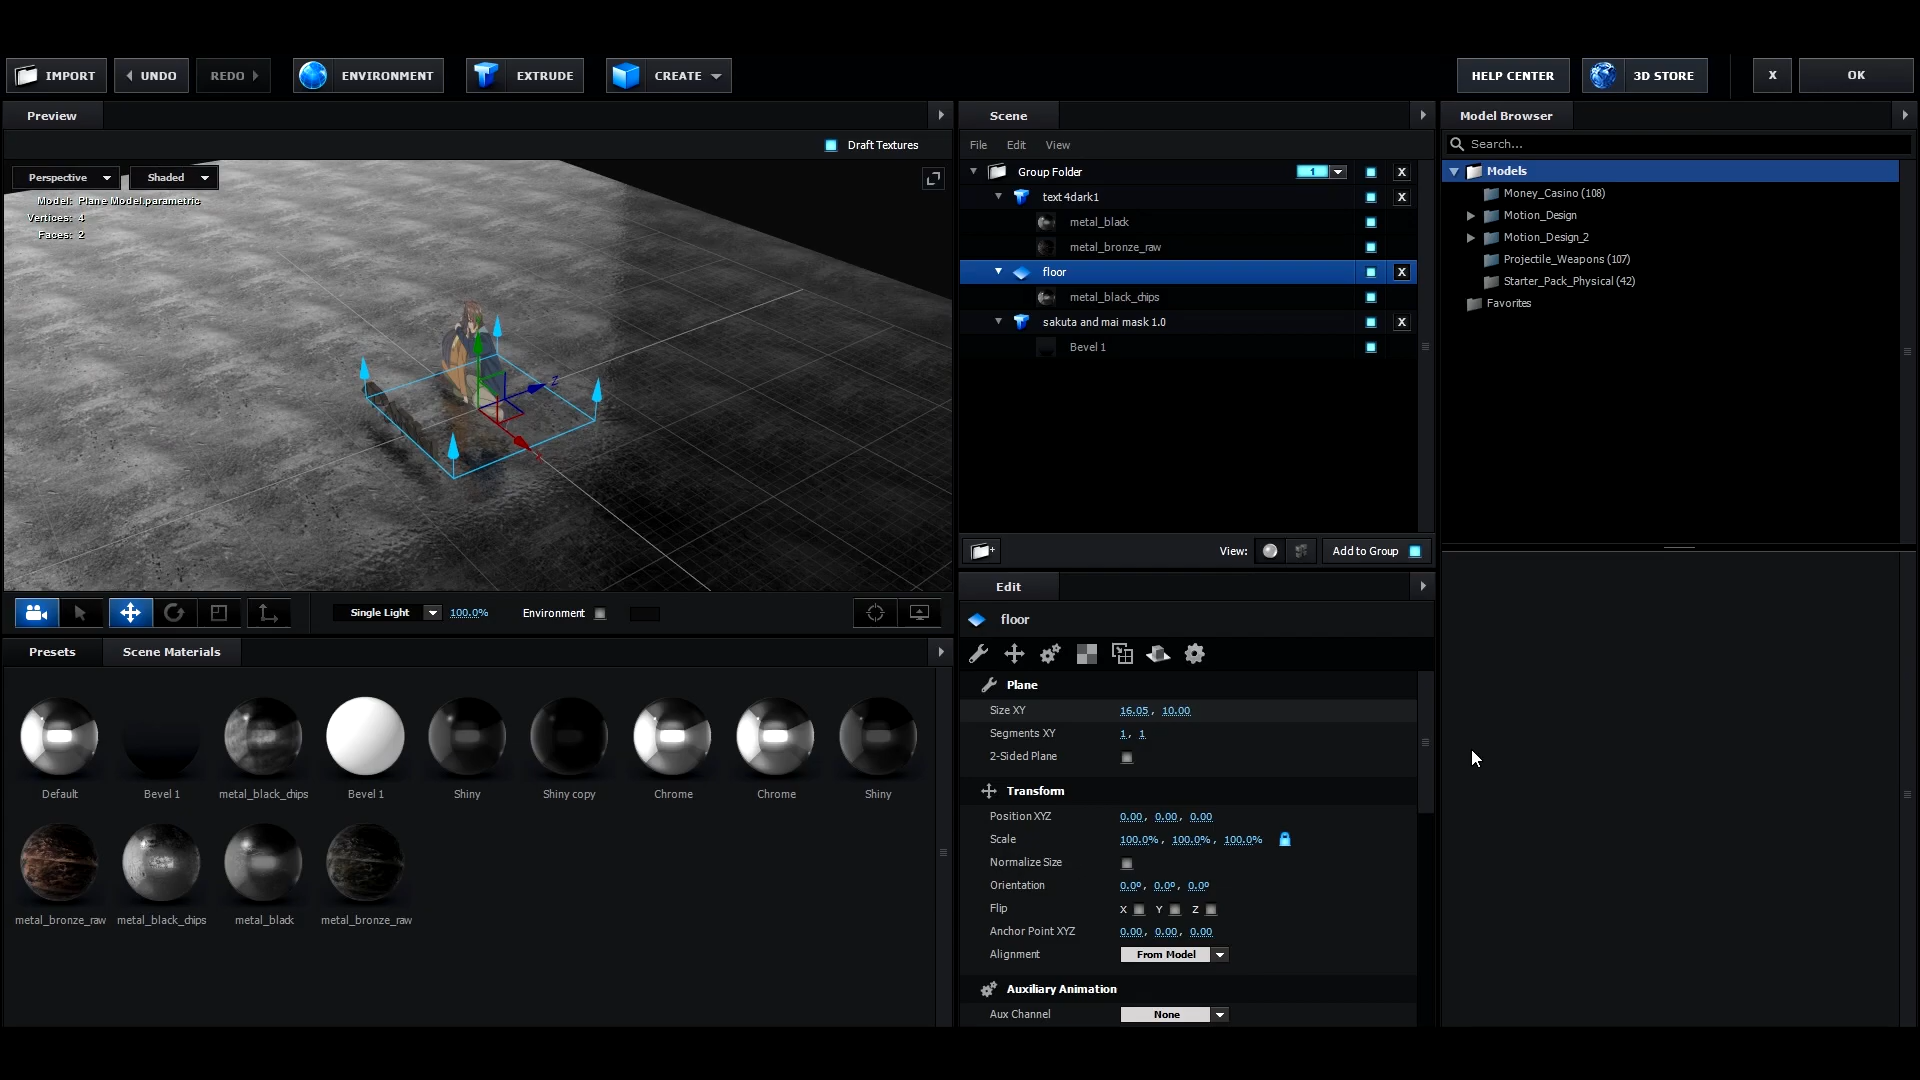 IMPORT
UNDO
REDO
ENVIRONMENT
EXTRUDE
CREATE
HELP CENTER
3D STORE
X
OK
Preview
Draft Textures
Perspective
Shaded
Model: Plane Model.parametric
Vertices: 4
Faces: 2
Z
X
Single Light
100.0%
Environment
Presets
Scene Materials
Default
Bevel 1
metal_black_chips
Bevel 1
Shiny
Shiny copy
Chrome
Chrome
Shiny
metal_bronze_raw
metal_black_chips
metal_black
metal_bronze_raw
Scene
File
Edit
View
Group Folder
1
X
text4dark1
X
metal_black
metal_bronze_raw
floor
X
metal_black_chips
sakuta and mai mask 1.0
X
Bevel 1
View:
Add to Group
Edit
floor
Plane
Size XY
16.05, 10.00
Segments XY
1, 1
2-Sided Plane
Transform
Position XYZ
0.00, 0.00, 0.00
Scale
100.0%, 100.0%, 100.0%
Normalize Size
Orientation
0.0º, 0.0º, 0.0º
Flip
X
Y
Z
Anchor Point XYZ
0.00, 0.00, 0.00
Alignment
From Model
Auxiliary Animation
Aux Channel
None
Model Browser
Search...
Models
Money_Casino (108)
Motion_Design
Motion_Design_2
Projectile_Weapons (107)
Starter_Pack_Physical (42)
Favorites